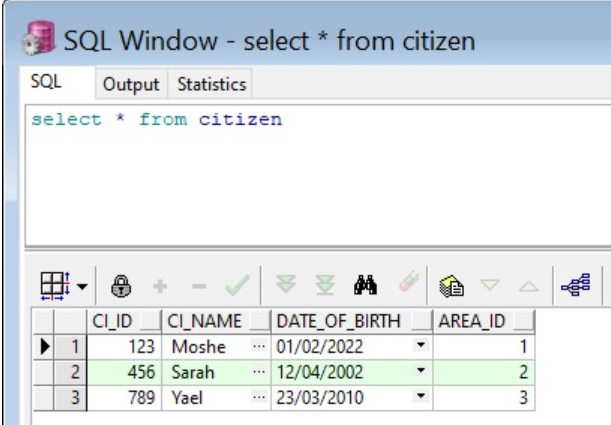 SQL Window - select * from citizen
SQL Output Statistics
select * from citizen
CI_ID CI_NAME DATE_OF_BIRTH AREA_ID
1 123 Moshe ... 01/02/2022 1
2 456 Sarah ... 12/04/2002 2
3 789 Yael ... 23/03/2010 3